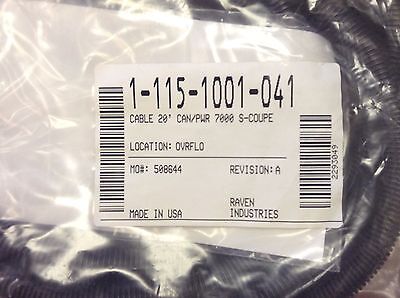 1-115-1001-041
CABLE 20' CAN/PWR 7000 S-COUPE
LOCATION: OVRFLO
MO#: 508644 REVISION: A
MADE IN USA
RAVEN
INDUSTRIES
2293049